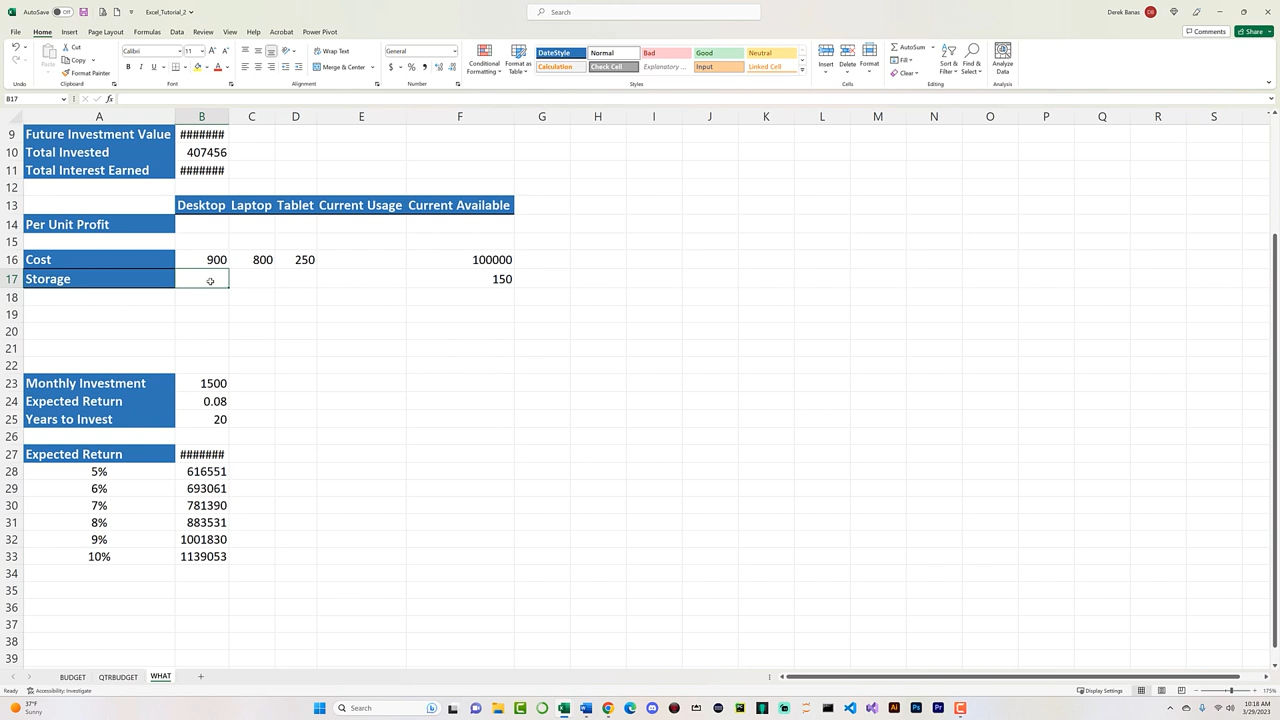 AutoSave Off Excel_Tutorial_2 Search Derek Banas DB
File Home Insert Page Layout Formulas Data Review View Help Acrobat Power Pivot Comments Share
Cut Calibri 11 Wrap Text General Conditional Formatting Format as Table DateStyle Normal Bad Good Neutral Insert Delete Format AutoSum Sort & Filter Find & Select Analyze Data
Copy Fill
Format Painter B I U Merge & Center $ % Calculation Check Cell Explanatory ... Input Linked Cell Clear
Undo Clipboard Font Alignment Number Styles Cells Editing Analysis
B17 fx
A B C D E F G H I J K L M N O P Q R S
9 Future Investment Value #######
10 Total Invested 407456
11 Total Interest Earned #######
12
13 Desktop Laptop Tablet Current Usage Current Available
14 Per Unit Profit
15
16 Cost 900 800 250 100000
17 Storage 150
18
19
20
21
22
23 Monthly Investment 1500
24 Expected Return 0.08
25 Years to Invest 20
26
27 Expected Return #######
28 5% 616551
29 6% 693061
30 7% 781390
31 8% 883531
32 9% 1001830
33 10% 1139053
34
35
36
37
38
39
BUDGET QTRBUDGET WHAT
Ready Accessibility: Investigate Display Settings 175%
37°F Sunny Search 10:18 AM 3/29/2023